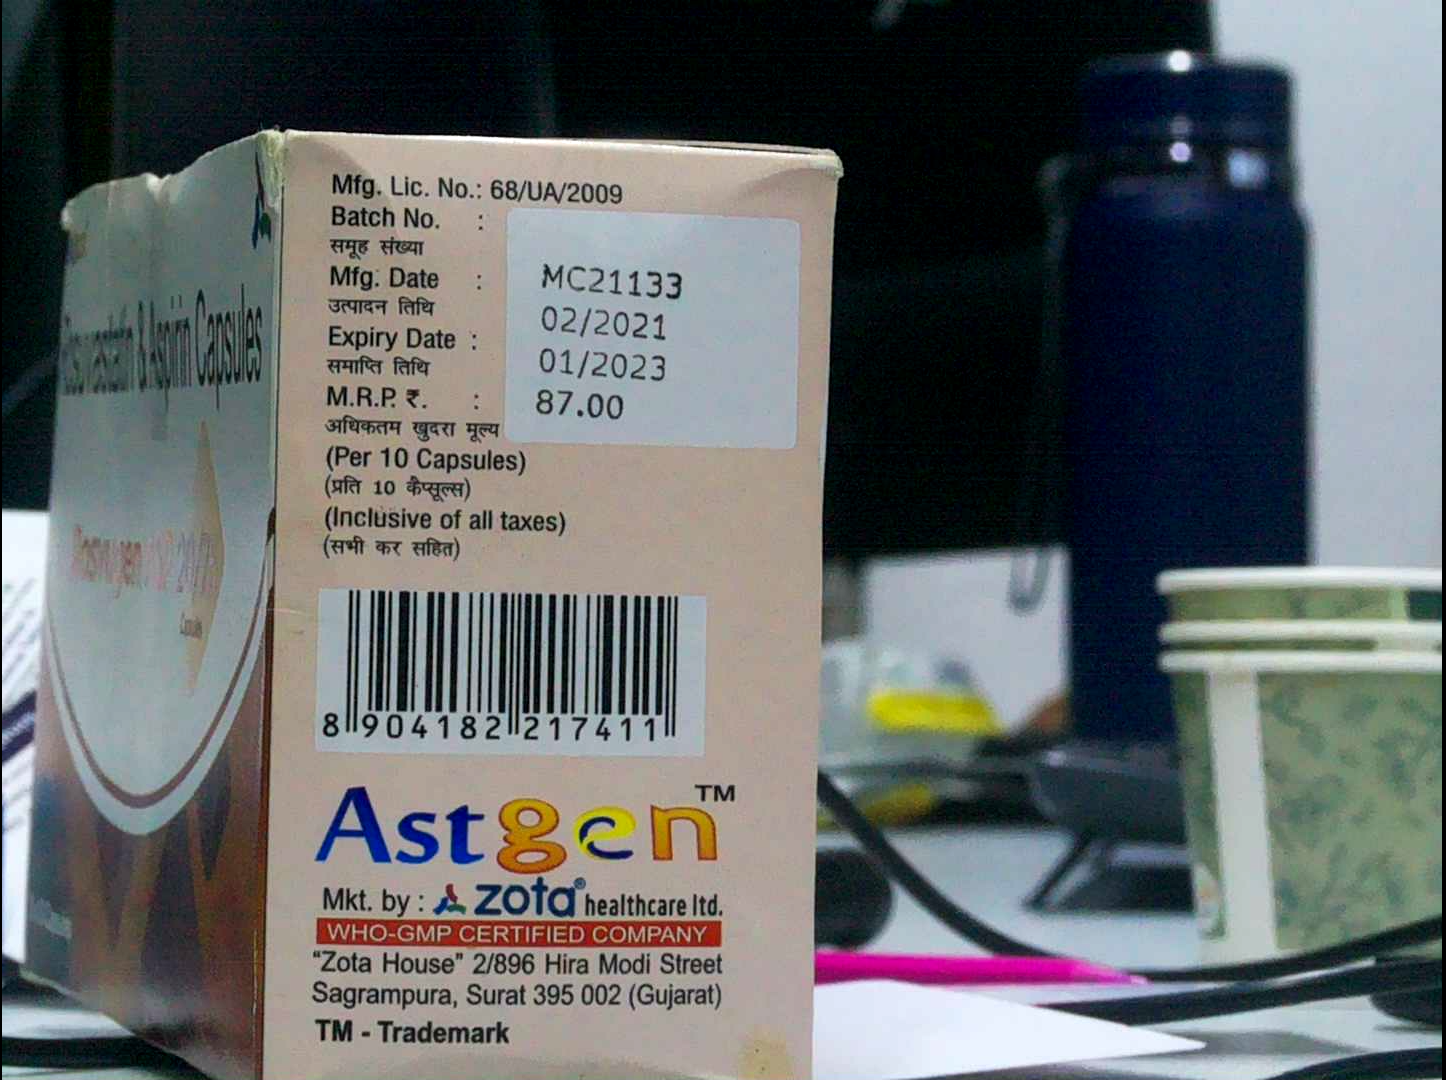 Mfg. Lic. No.: 68/UA/2009
Batch No. :
समूह संख्या
Mfg. Date : MC21133
उत्पादन तिथि 02/2021
Expiry Date : 01/2023
समाप्ति तिथि
M.R.P. ₹. : 87.00
अधिकतम खुदरा मूल्य
(Per 10 Capsules)
(प्रति 10 कैप्सूल्स)
(Inclusive of all taxes)
(सभी कर सहित)
8 904182 217411
Astgen™
Mkt. by : zota® healthcare ltd.
WHO-GMP CERTIFIED COMPANY
"Zota House" 2/896 Hira Modi Street
Sagrampura, Surat 395 002 (Gujarat)
TM - Trademark
& Aspirin Capsules
Capsules